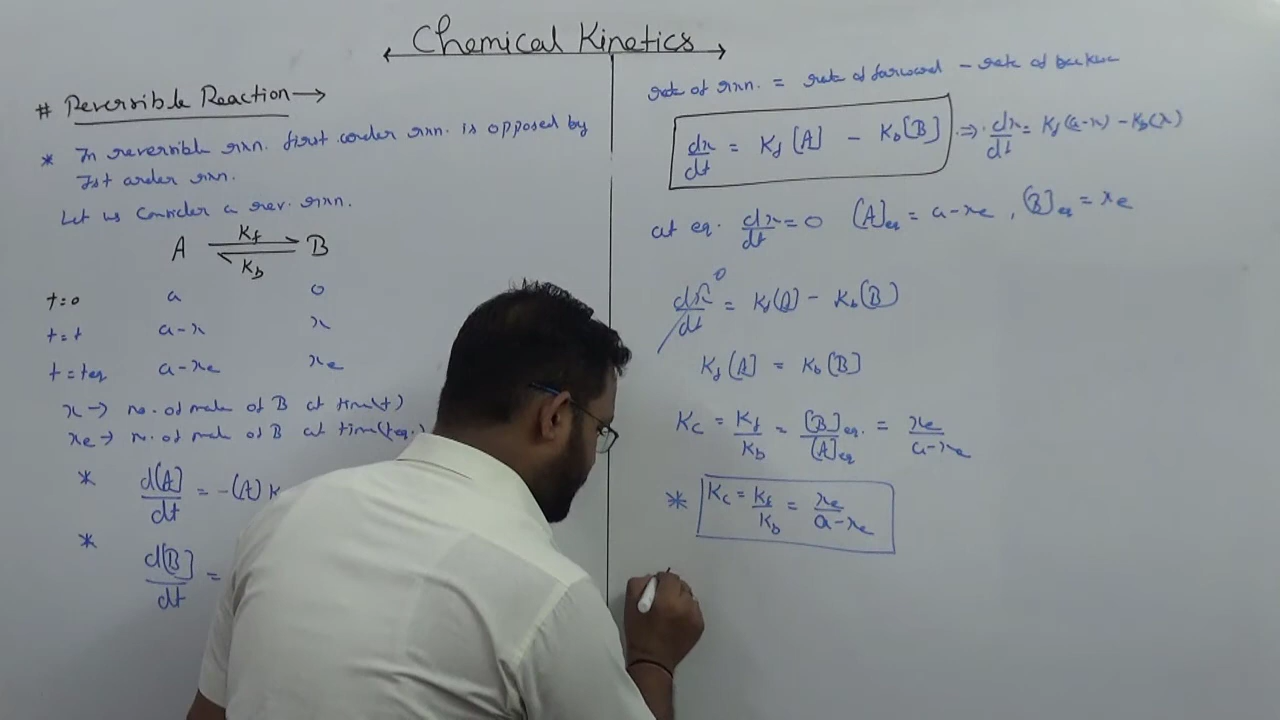 Chemical Kinetics
# Reversible Reaction →
* In reversible rxn. first order rxn. is opposed by
Ist order rxn.
Let us consider a rev. rxn.
A ⇌ B
Kf
Kb
t=0 a 0
t=t a-x x
t=teq a-xe xe
x → no. of mole of B at time(t)
xe → n. of mole of B at time(teq.)
* d[A]/dt = -(A) K
* d[B]/dt =
rate of rxn. = rate of forward - rate of
dx/dt = Kf[A] - Kb[B] ⇒ dx/dt = Kf(a-x) - Kb(x)
at eq. dx/dt = 0 [A]eq = a-xe, [B]eq = xe
dx/dt 0 = Kf[A] - Kb[B]
Kf[A] = Kb[B]
Kc = Kf/Kb = [B]eq./[A]eq = xe/a-xe
* Kc = Kf/Kb = xe/a-xe